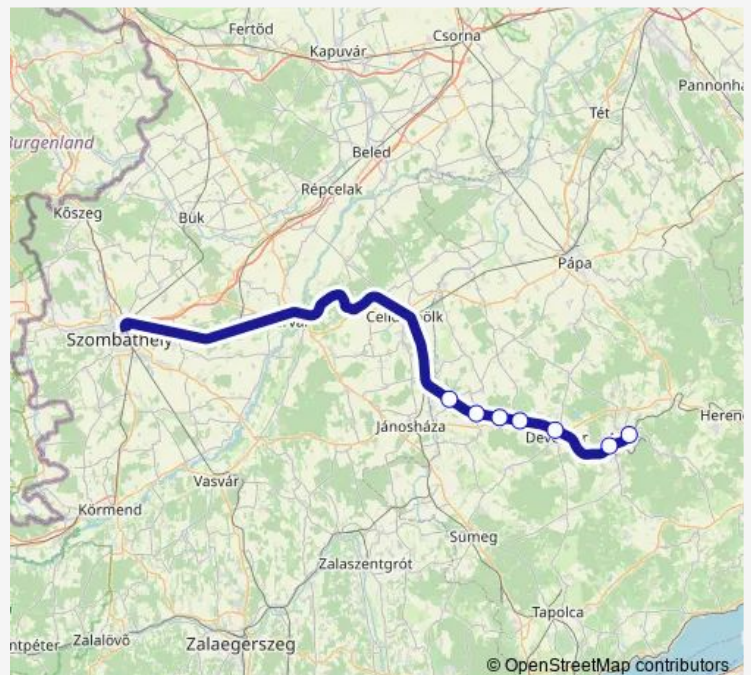 Fertőd
Csorna
Kapuvár
Pannonha
Tét
Burgenland
Beled
Répcelak
Kőszeg
Bük
Pápa
Szombathely
Jánosháza
Heren
Vasvár
Körmend
Sümeg
Zalaszentgrót
Tapolca
ntpéter
Zalalövő
Zalaegerszeg
© OpenStreetMap contributors